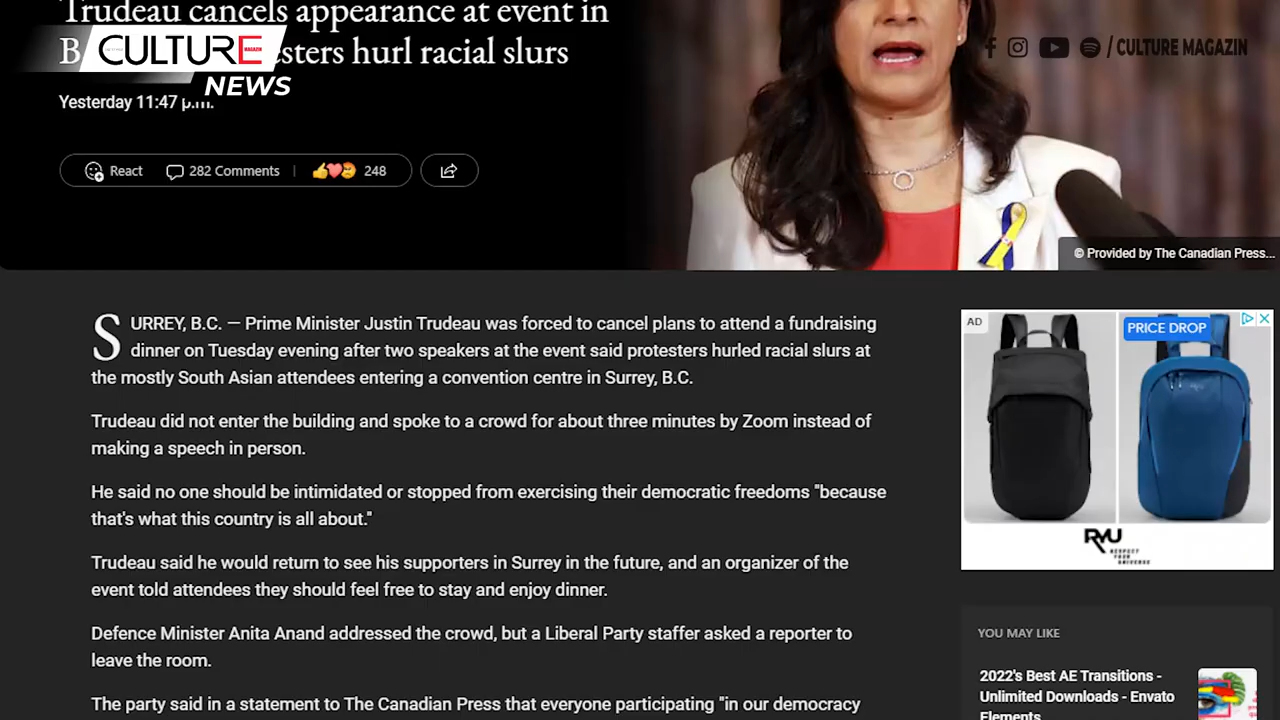 Trudeau cancels appearance at event in
B esters hurl racial slurs
CULTURE
MAGAZIN
NEWS
/ CULTURE MAGAZIN
Yesterday 11:47 p.m.
React 282 Comments 248
© Provided by The Canadian Press...
SURREY, B.C. — Prime Minister Justin Trudeau was forced to cancel plans to attend a fundraising
dinner on Tuesday evening after two speakers at the event said protesters hurled racial slurs at
the mostly South Asian attendees entering a convention centre in Surrey, B.C.
Trudeau did not enter the building and spoke to a crowd for about three minutes by Zoom instead of
making a speech in person.
He said no one should be intimidated or stopped from exercising their democratic freedoms "because
that's what this country is all about."
Trudeau said he would return to see his supporters in Surrey in the future, and an organizer of the
event told attendees they should feel free to stay and enjoy dinner.
Defence Minister Anita Anand addressed the crowd, but a Liberal Party staffer asked a reporter to
leave the room.
The party said in a statement to The Canadian Press that everyone participating "in our democracy
AD
PRICE DROP
RYU
RESPECT
YOUR
UNIVERSE
YOU MAY LIKE
2022's Best AE Transitions -
Unlimited Downloads - Envato
Elements